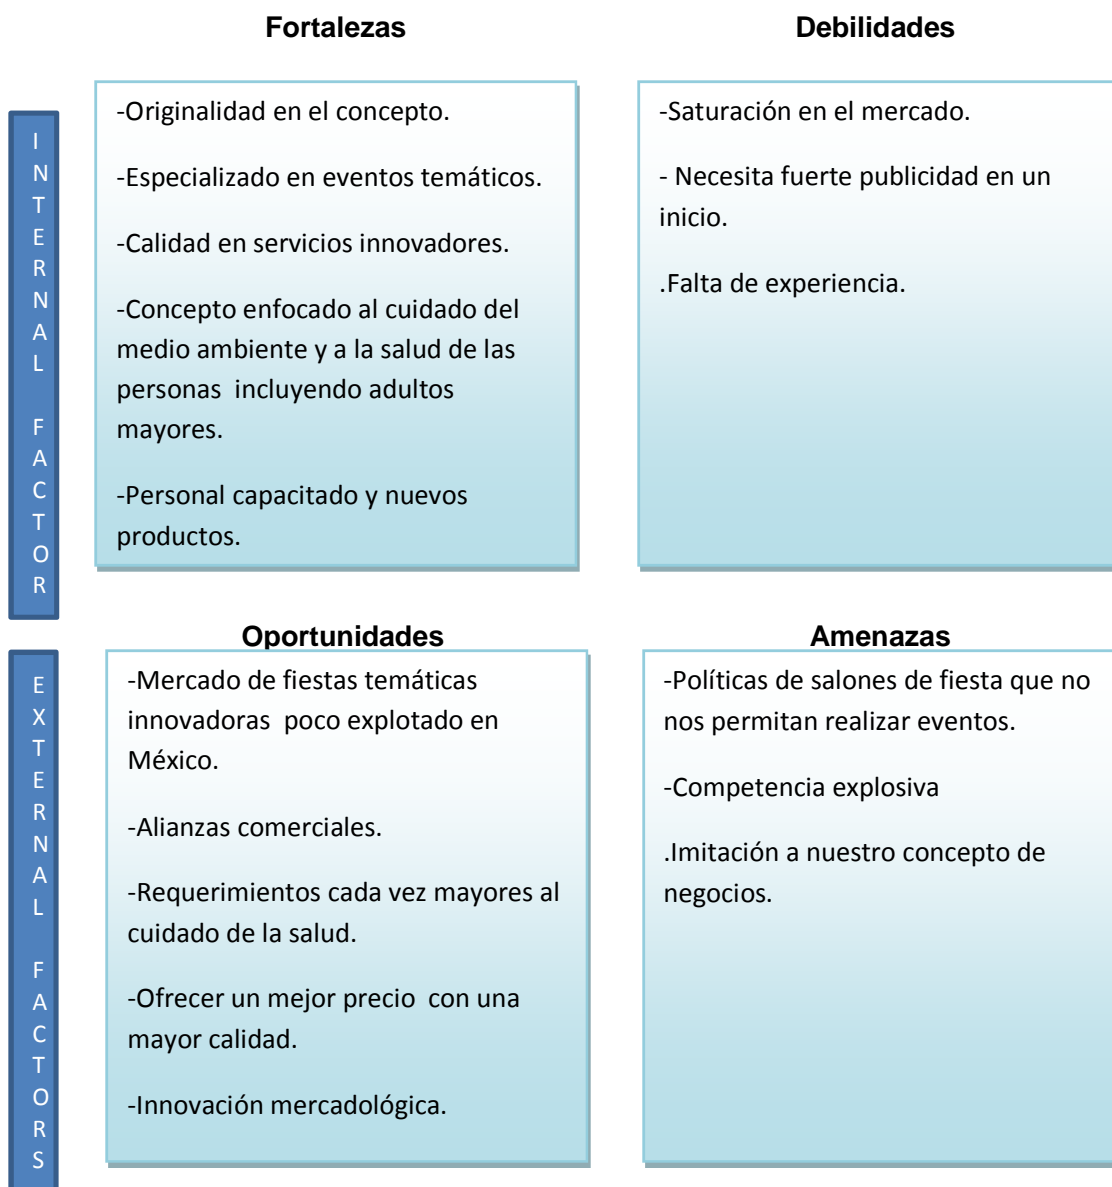 Fortalezas
Debilidades
INTERNAL FACTOR
-Originalidad en el concepto.
-Especializado en eventos temáticos.
-Calidad en servicios innovadores.
-Concepto enfocado al cuidado del
medio ambiente y a la salud de las
personas  incluyendo adultos
mayores.
-Personal capacitado y nuevos
productos.
-Saturación en el mercado.
- Necesita fuerte publicidad en un
inicio.
.Falta de experiencia.
Oportunidades
Amenazas
EXTERNAL FACTORS
-Mercado de fiestas temáticas
innovadoras  poco explotado en
México.
-Alianzas comerciales.
-Requerimientos cada vez mayores al
cuidado de la salud.
-Ofrecer un mejor precio  con una
mayor calidad.
-Innovación mercadológica.
-Políticas de salones de fiesta que no
nos permitan realizar eventos.
-Competencia explosiva
.Imitación a nuestro concepto de
negocios.